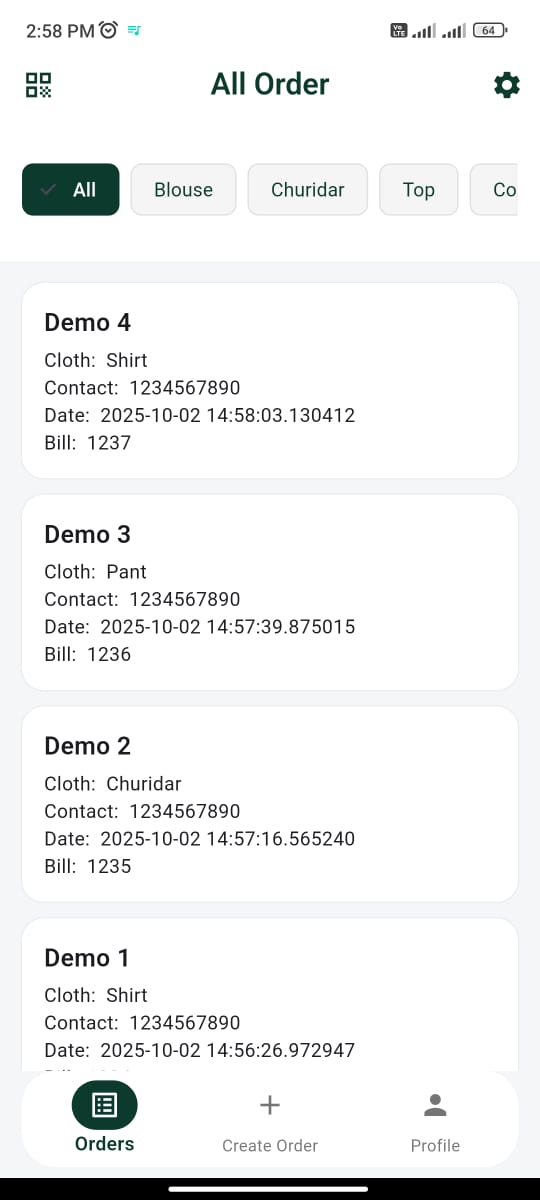 2:58 PM
Vo LTE
64
All Order
All
Blouse
Churidar
Top
Co
Demo 4
Cloth: Shirt
Contact: 1234567890
Date: 2025-10-02 14:58:03.130412
Bill: 1237
Demo 3
Cloth: Pant
Contact: 1234567890
Date: 2025-10-02 14:57:39.875015
Bill: 1236
Demo 2
Cloth: Churidar
Contact: 1234567890
Date: 2025-10-02 14:57:16.565240
Bill: 1235
Demo 1
Cloth: Shirt
Contact: 1234567890
Date: 2025-10-02 14:56:26.972947
Orders
Create Order
Profile